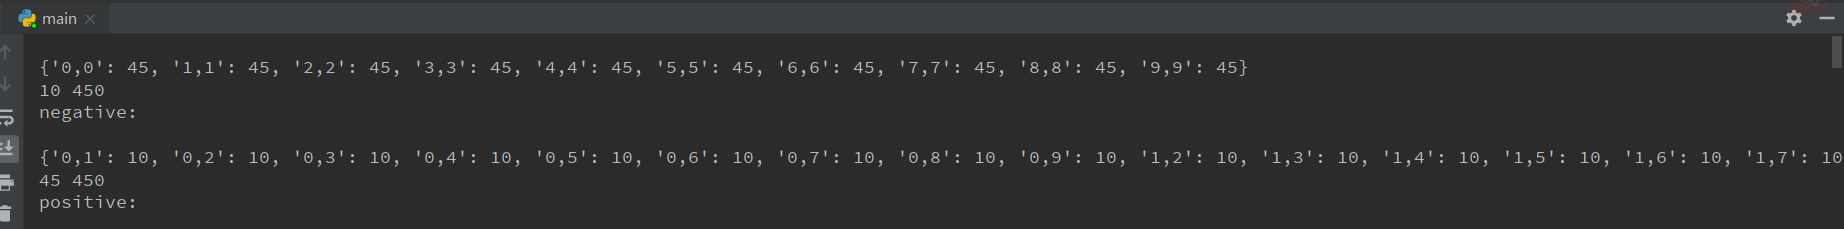 main
{'0,0': 45, '1,1': 45, '2,2': 45, '3,3': 45, '4,4': 45, '5,5': 45, '6,6': 45, '7,7': 45, '8,8': 45, '9,9': 45}
10 450
negative:
{'0,1': 10, '0,2': 10, '0,3': 10, '0,4': 10, '0,5': 10, '0,6': 10, '0,7': 10, '0,8': 10, '0,9': 10, '1,2': 10, '1,3': 10, '1,4': 10, '1,5': 10, '1,6': 10, '1,7': 10
45 450
positive: